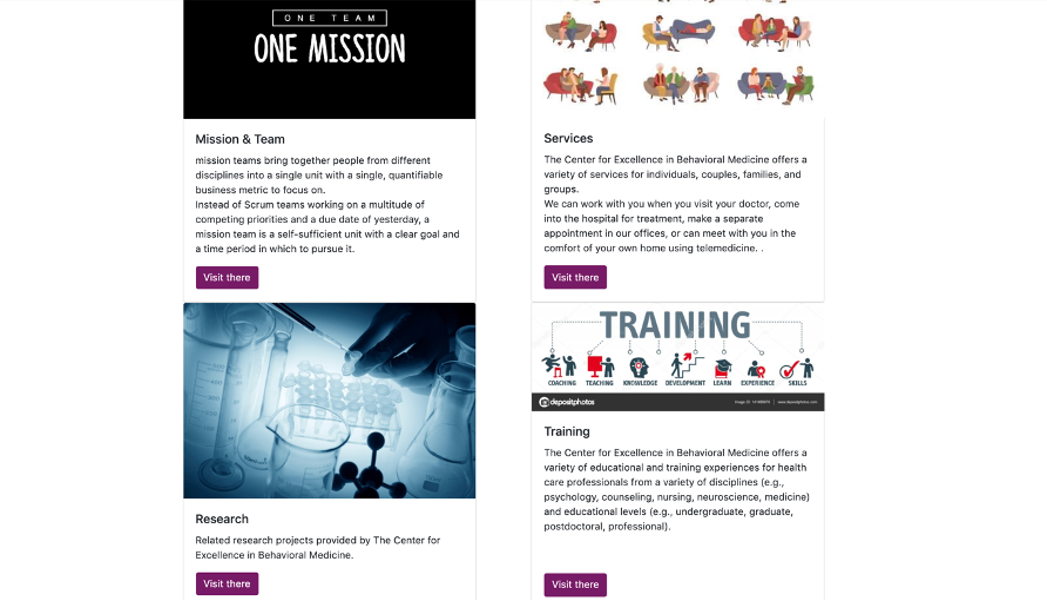 ONE TEAM
ONE MISSION
Mission & Team
mission teams bring together people from different
disciplines into a single unit with a single, quantifiable
business metric to focus on.
Instead of Scrum teams working on a multitude of
competing priorities and a due date of yesterday, a
mission team is a self-sufficient unit with a clear goal and
a time period in which to pursue it.
Visit there
Services
The Center for Excellence in Behavioral Medicine offers a
variety of services for individuals, couples, families, and
groups.
We can work with you when you visit your doctor, come
into the hospital for treatment, make a separate
appointment in our offices, or can meet with you in the
comfort of your own home using telemedicine. .
Visit there
Research
Related research projects provided by The Center for
Excellence in Behavioral Medicine.
Visit there
TRAINING
COACHING TEACHING KNOWLEDGE DEVELOPMENT LEARN EXPERIENCE SKILLS
depositphotos
www.depositphotos.com
Training
The Center for Excellence in Behavioral Medicine offers a
variety of educational and training experiences for health
care professionals from a variety of disciplines (e.g.,
psychology, counseling, nursing, neuroscience, medicine)
and educational levels (e.g., undergraduate, graduate,
postdoctoral, professional).
Visit there